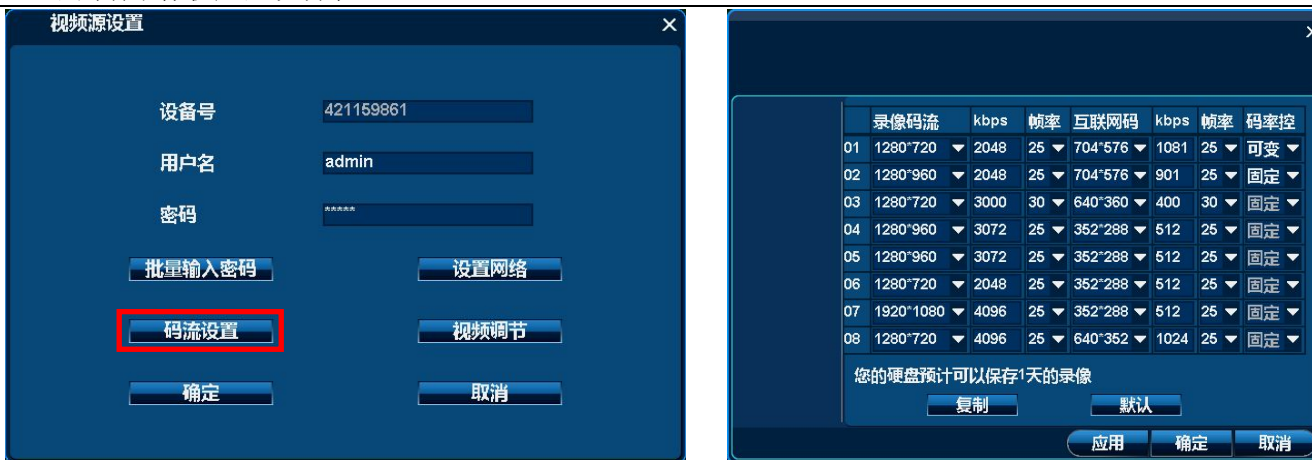 视频源设置 ×
设备号 421159861
用户名 admin
密码 *****
批量输入密码 设置网络
码流设置 视频调节
确定 取消
录像码流 kbps 帧率 互联网码 kbps 帧率 码率控
01 1280*720 2048 25 704*576 1081 25 可变
02 1280*960 2048 25 704*576 901 25 固定
03 1280*720 3000 30 640*360 400 30 固定
04 1280*960 3072 25 352*288 512 25 固定
05 1280*960 3072 25 352*288 512 25 固定
06 1280*720 2048 25 352*288 512 25 固定
07 1920*1080 4096 25 352*288 512 25 固定
08 1280*720 4096 25 640*352 1024 25 固定
您的硬盘预计可以保存1天的录像
复制 默认
应用 确定 取消